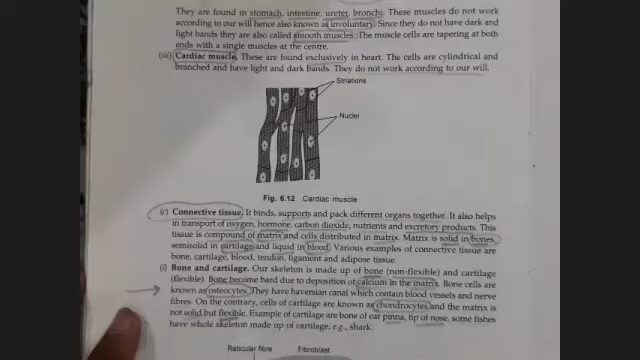 They are found in stomach, intestine, ureter, bronchi. These muscles do not work
according to our will hence also known as involuntary. Since they do not have dark and
light bands they are also called smooth muscles. The muscle cells are tapering at both
ends with a single muscles at the centre.
(iii) Cardiac muscle. These are found exclusively in heart. The cells are cylindrical and
branched and have light and dark bands. They do not work according to our will.
Striations
Nuclei
Fig. 6.12 Cardiac muscle
(c) Connective tissue. It binds, supports and pack different organs together. It also helps
in transport of oxygen, hormone, carbon dioxide, nutrients and excretory products. This
tissue is compound of matrix and cells distributed in matrix. Matrix is solid in bones,
semisolid in cartilage and liquid in blood. Various examples of connective tissue are
bone, cartilage, blood, tendon, ligament and adipose tissue.
(i) Bone and cartilage. Our skeleton is made up of bone (non-flexible) and cartilage
(flexible). Bone become hard due to deposition of calcium in the matrix. Bone cells are
known as osteocytes. They have haversian canal which contain blood vessels and nerve
fibres. On the contrary, cells of cartilage are known as chondrocytes and the matrix is
not solid but flexible. Example of cartilage are bone of ear pinna, tip of nose, some fishes
have whole skeleton made up of cartilage, e.g., shark.
Reticular fibre Fibroblast